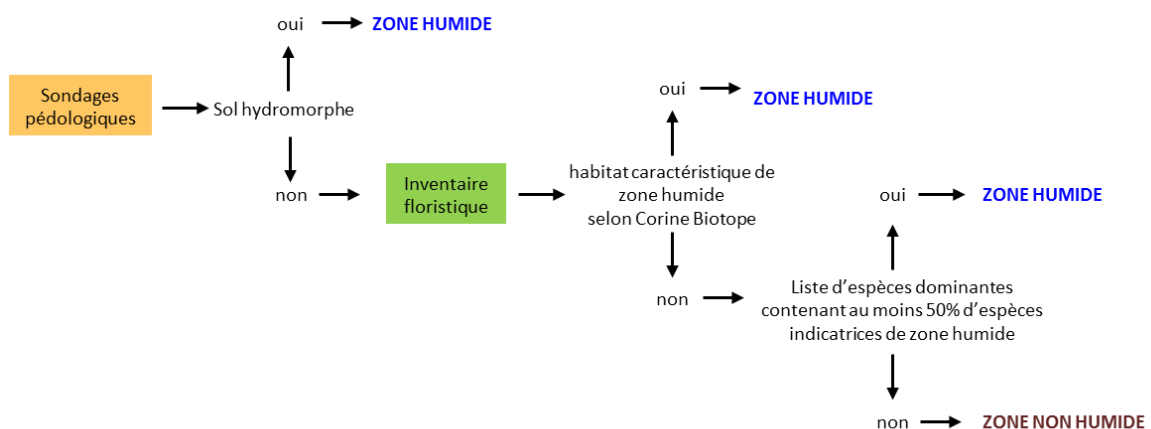 oui
ZONE HUMIDE
Sondages
pédologiques
Sol hydromorphe
non
Inventaire
floristique
oui
ZONE HUMIDE
habitat caractéristique de
zone humide
selon Corine Biotope
non
oui
ZONE HUMIDE
Liste d’espèces dominantes
contenant au moins 50% d’espèces
indicatrices de zone humide
non
ZONE NON HUMIDE